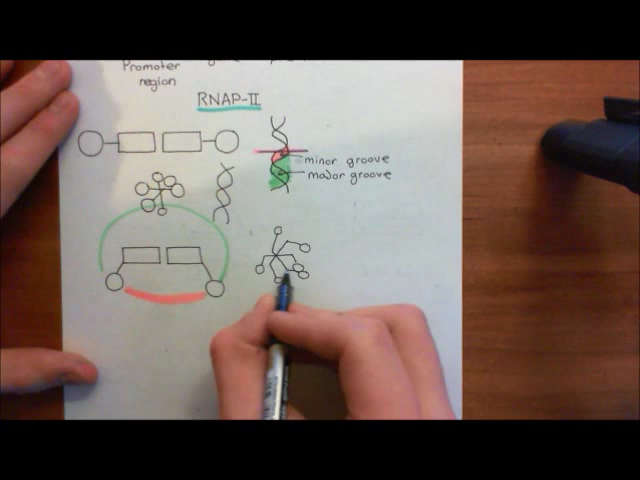 Promoter
region
RNAP-II
minor groove
major groove